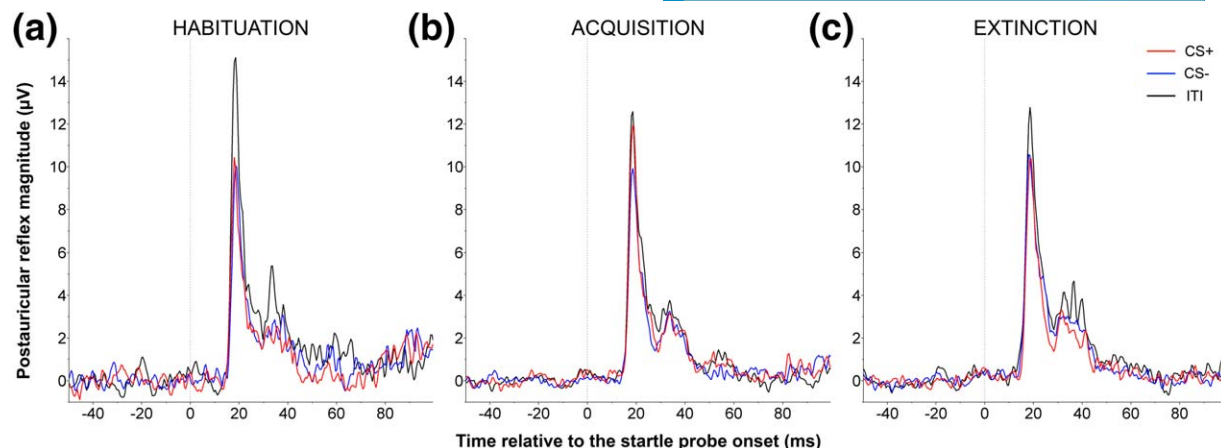 (a) HABITUATION
(b) ACQUISITION
(c) EXTINCTION
CS+
CS-
ITI
Postauricular reflex magnitude (µV)
14
12
10
8
6
4
2
0
-40 -20 0 20 40 60 80
14
12
10
8
6
4
2
0
-40 -20 0 20 40 60 80
14
12
10
8
6
4
2
0
-40 -20 0 20 40 60 80
Time relative to the startle probe onset (ms)